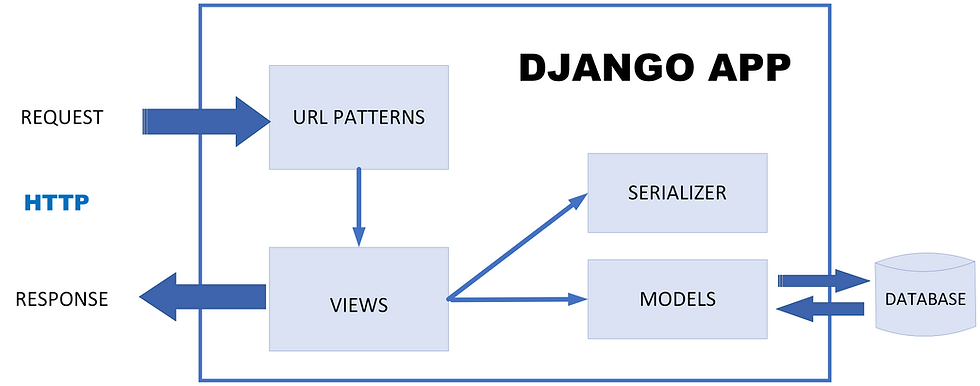 DJANGO APP
REQUEST
URL PATTERNS
HTTP
SERIALIZER
RESPONSE
VIEWS
MODELS
DATABASE